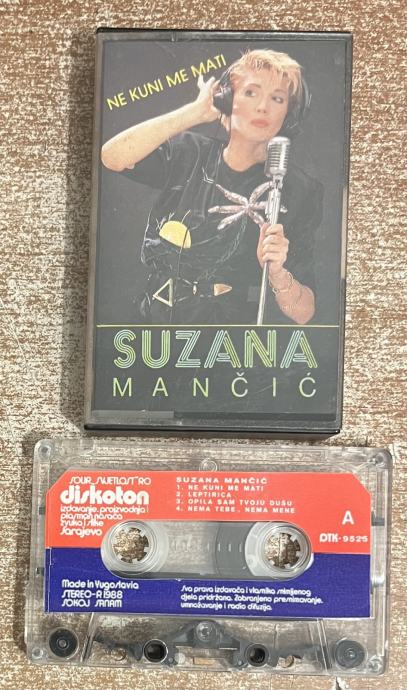 NE KUNI ME MATI
SUZANA
MANČIĆ
SOUR „SVJETLOST“ RO
diskoton
izdavanje, proizvodnja i
plasman nosača
zvuka i slike
Sarajevo
SUZANA MANČIĆ
1. NE KUNI ME MATI
2. LEPTIRICA
3. OPILA SAM TVOJU DUŠU
4. NEMA TEBE, NEMA MENE
A
DTK-9525
Made in Yugoslavia
STEREO-R 1988
SOKOJ SANAM
Sva prava izdavača i vlasnika snimljenog
djela pridržana. Zabranjeno presnimavanje,
umnožavanje i radio difuzija.